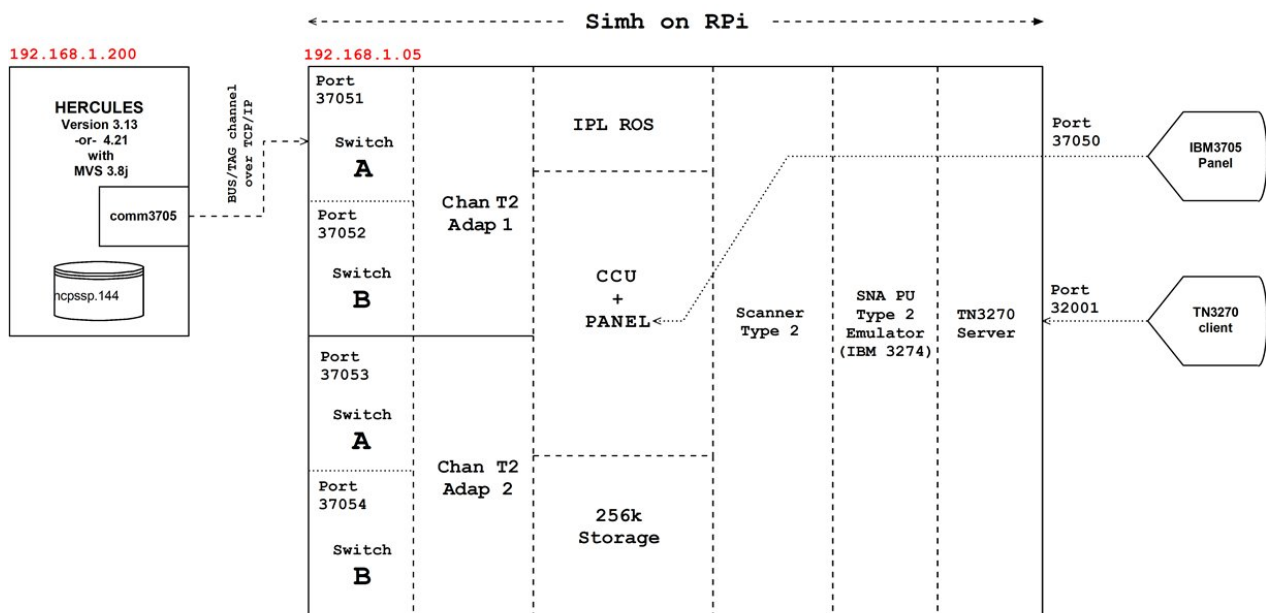 Simh on RPi
192.168.1.200
192.168.1.05
HERCULES
Version 3.13
-or- 4.21
with
MVS 3.8j
comm3705
ncpssp.144
BUS/TAG channel
over TCP/IP
Port
37051
Switch
A
Port
37052
Switch
B
Port
37053
Switch
A
Port
37054
Switch
B
Chan T2
Adap 1
Chan T2
Adap 2
IPL ROS
CCU
+
PANEL
256k
Storage
Scanner
Type 2
SNA PU
Type 2
Emulator
(IBM 3274)
TN3270
Server
Port
37050
IBM3705
Panel
Port
32001
TN3270
client